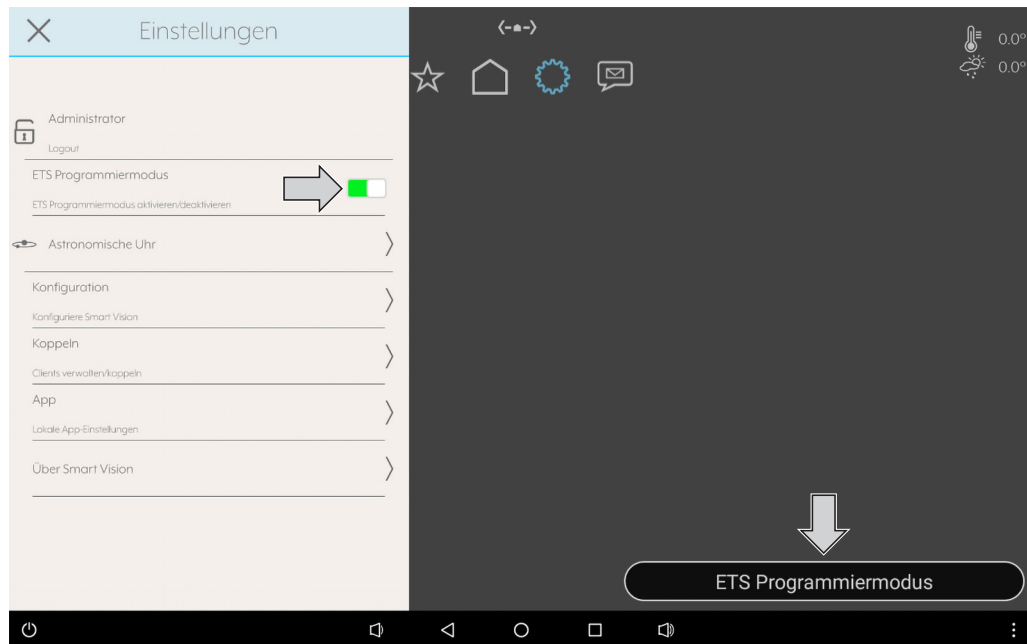 Einstellungen
0.0°
0.0°
Administrator
Logout
ETS Programmiermodus
ETS Programmiermodus aktivieren/deaktivieren
Astronomische Uhr
Konfiguration
Konfiguriere Smart Vision
Koppeln
Clients verwalten/koppeln
App
Lokale App-Einstellungen
Über Smart Vision
ETS Programmiermodus